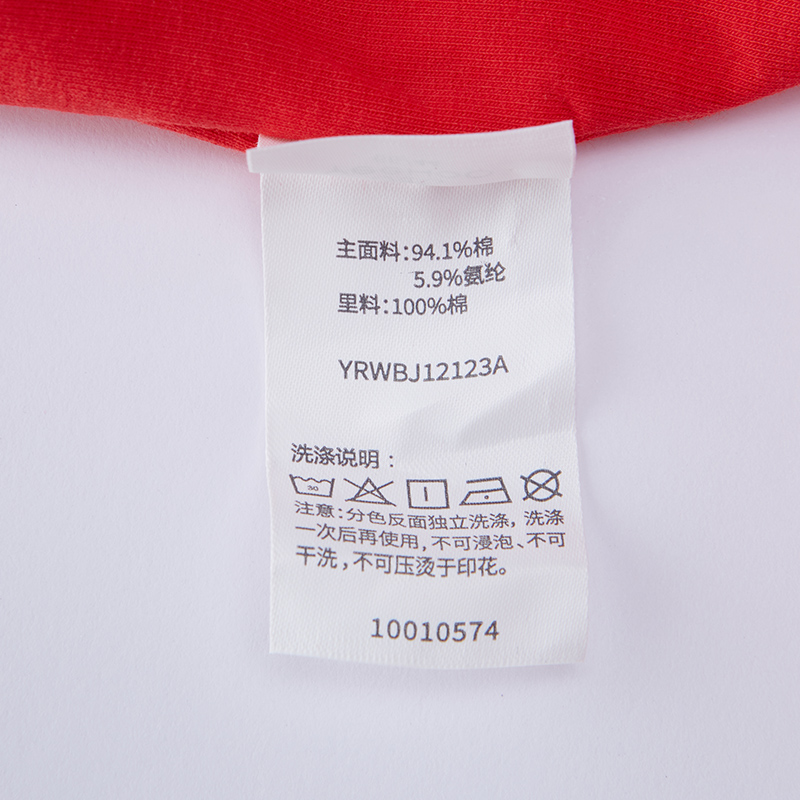 主面料:94.1%棉
5.9%氨纶
里料:100%棉
YRWBJ12123A
洗涤说明:
30
注意:分色反面独立洗涤,洗涤
一次后再使用,不可浸泡、不可
干洗,不可压烫于印花。
10010574